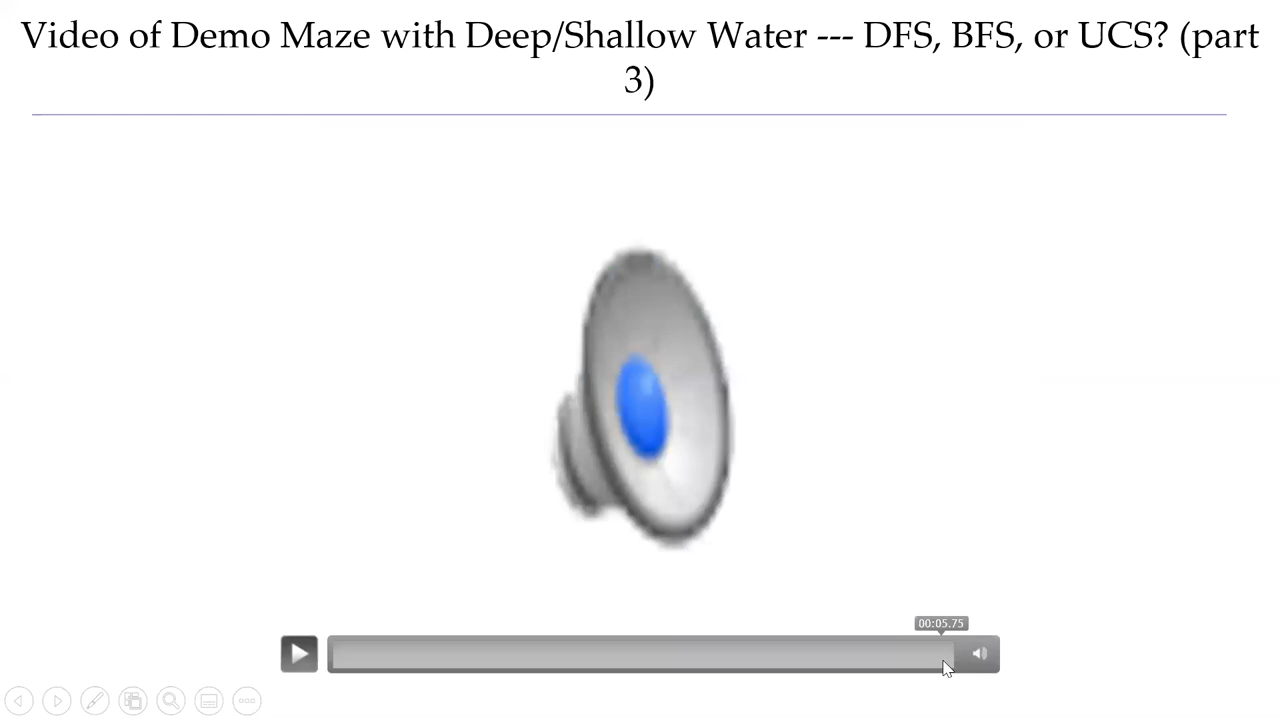 Video of Demo Maze with Deep/Shallow Water --- DFS, BFS, or UCS? (part
3)
00:05.75